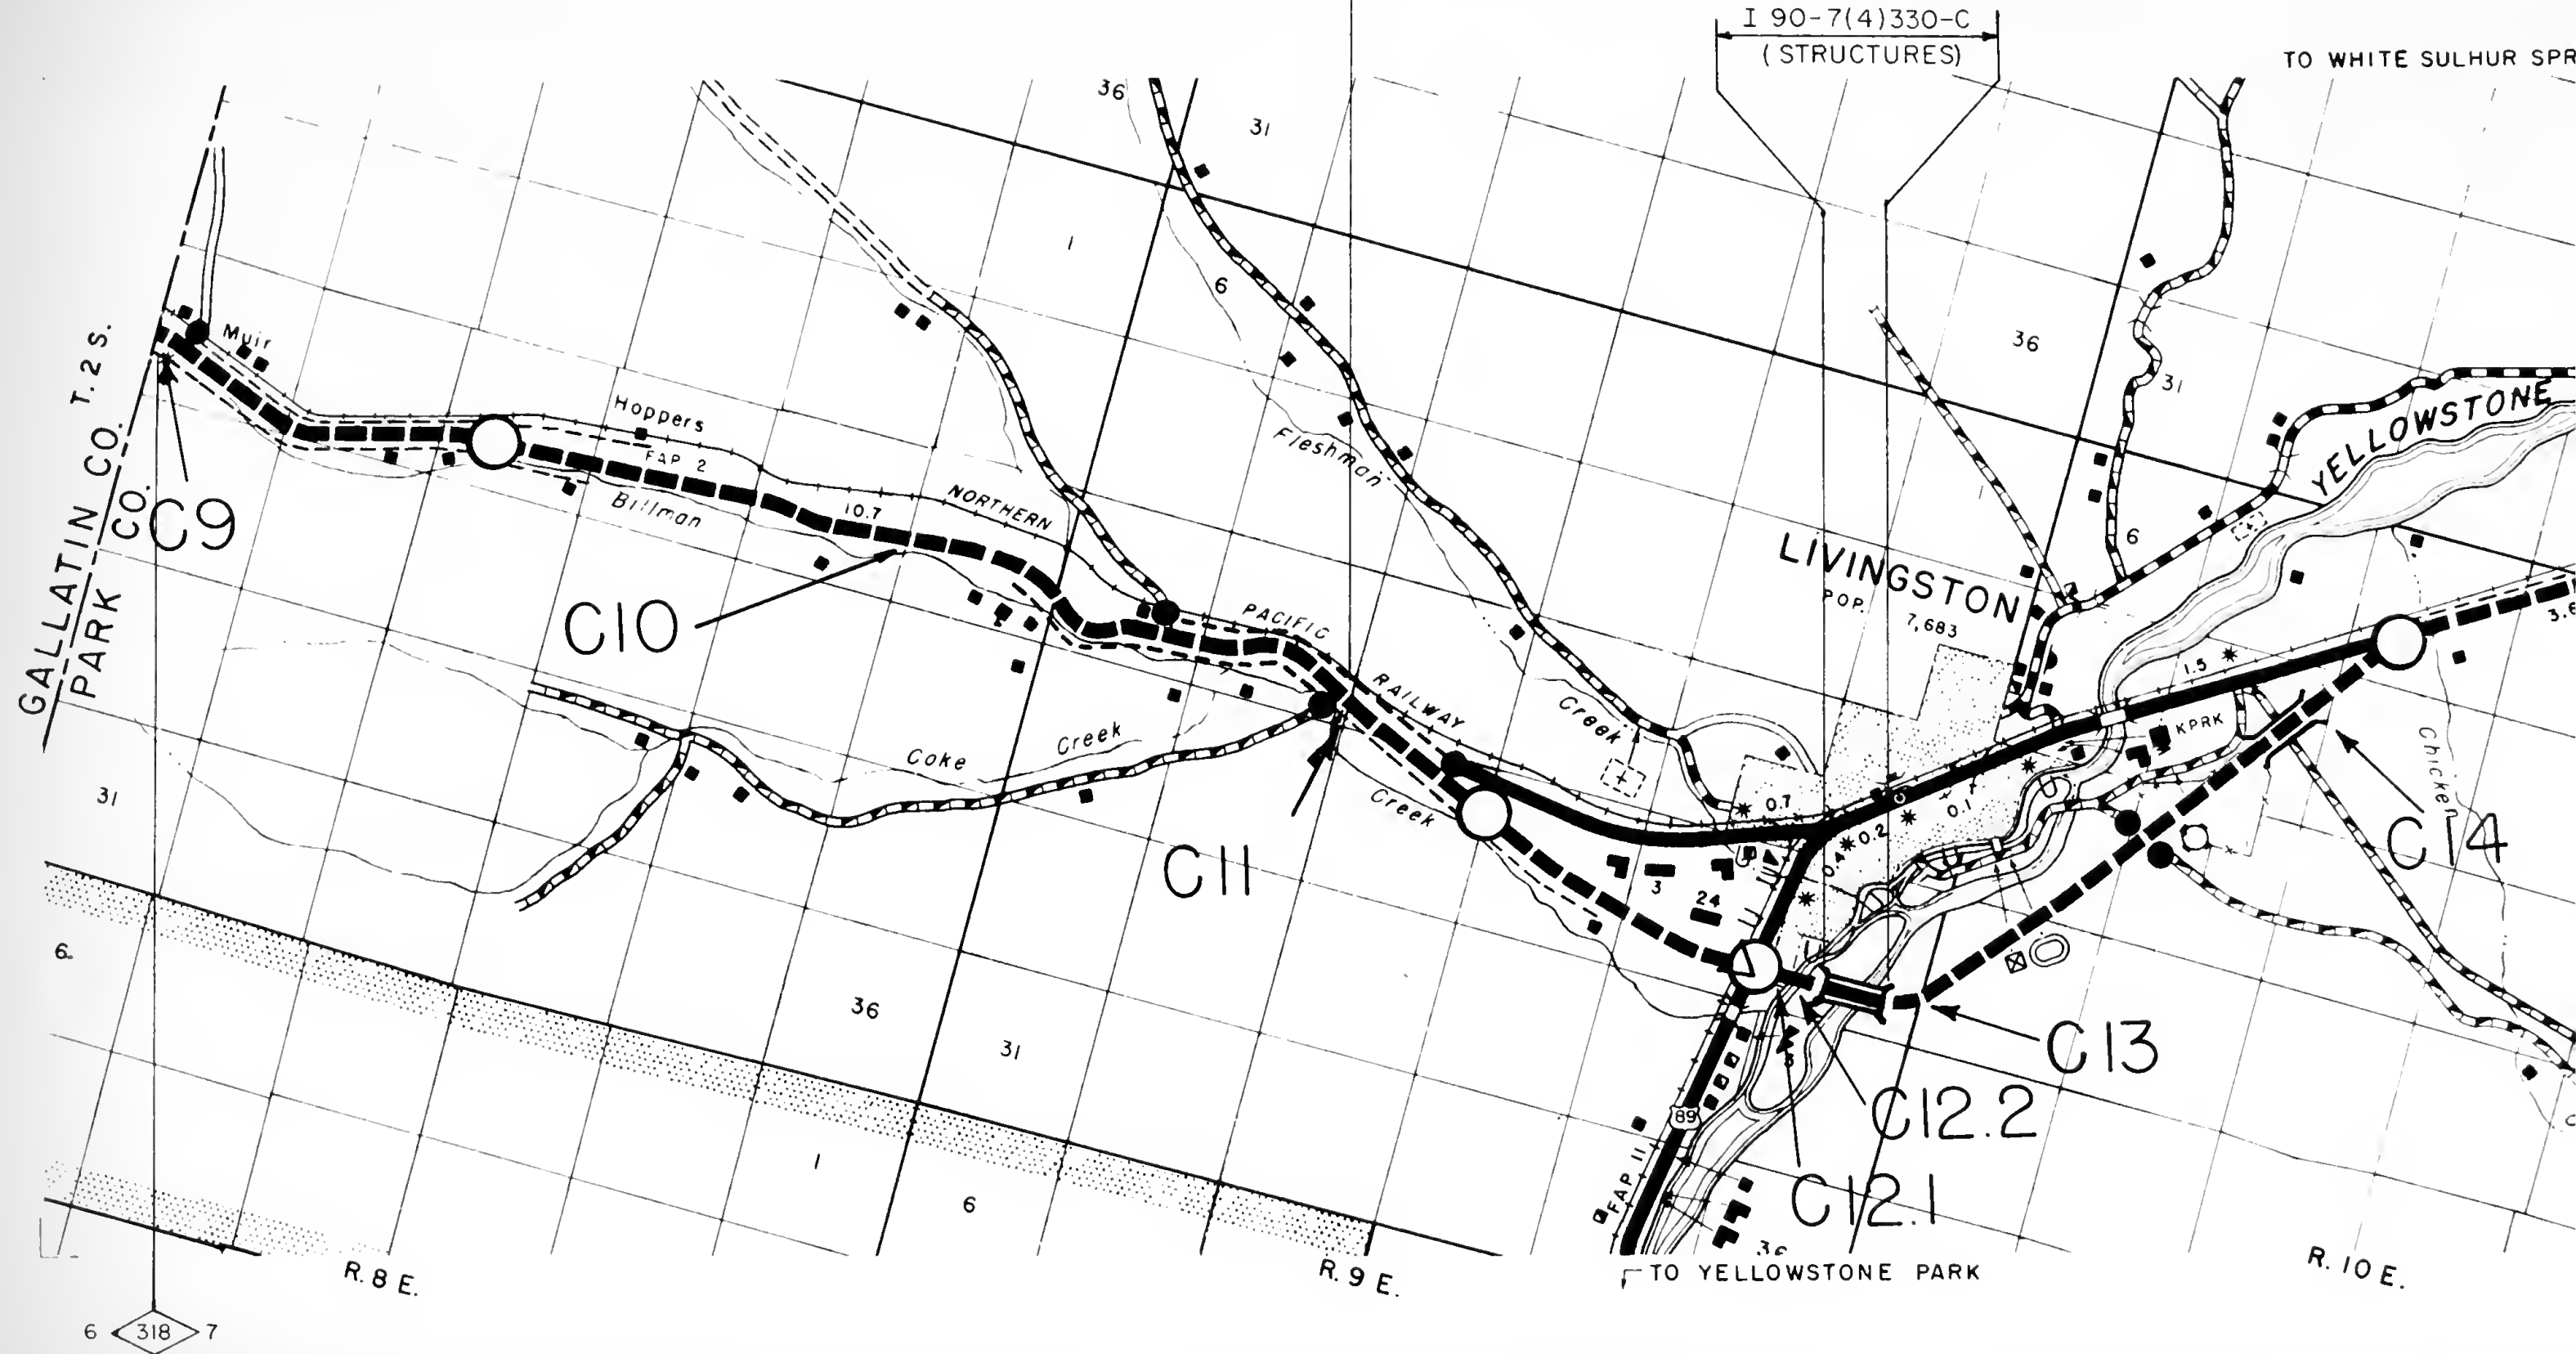 I 90-7(4)330-C
(STRUCTURES)
TO WHITE SULHUR SPR
36
31
1
6
36
31
T. 2 S.
Muir
Hoppers
FAP 2
Billman
10.7
NORTHERN
Fleshman
YELLOWSTONE
LIVINGSTON
POP. 7,683
6
GALLATIN CO.
PARK CO.
C9
C10
PACIFIC
RAILWAY
Creek
3.6
1.5
KPRK
Chicken
Coke Creek
Creek
0.7
0.2
0.4
0.1
C11
C14
31
3
24
6
36
31
C13
C12.2
C12.1
89
FAP 11
1
6
36
R. 8 E.
R. 9 E.
TO YELLOWSTONE PARK
R. 10 E.
6 318 7